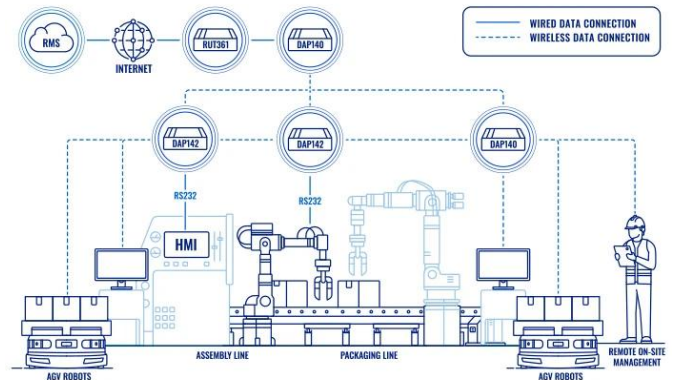 RMS
INTERNET
RUT361
DAP140
WIRED DATA CONNECTION
WIRELESS DATA CONNECTION
DAP142
DAP142
DAP140
RS232
RS232
HMI
ASSEMBLY LINE
PACKAGING LINE
AGV ROBOTS
AGV ROBOTS
REMOTE ON-SITE
MANAGEMENT